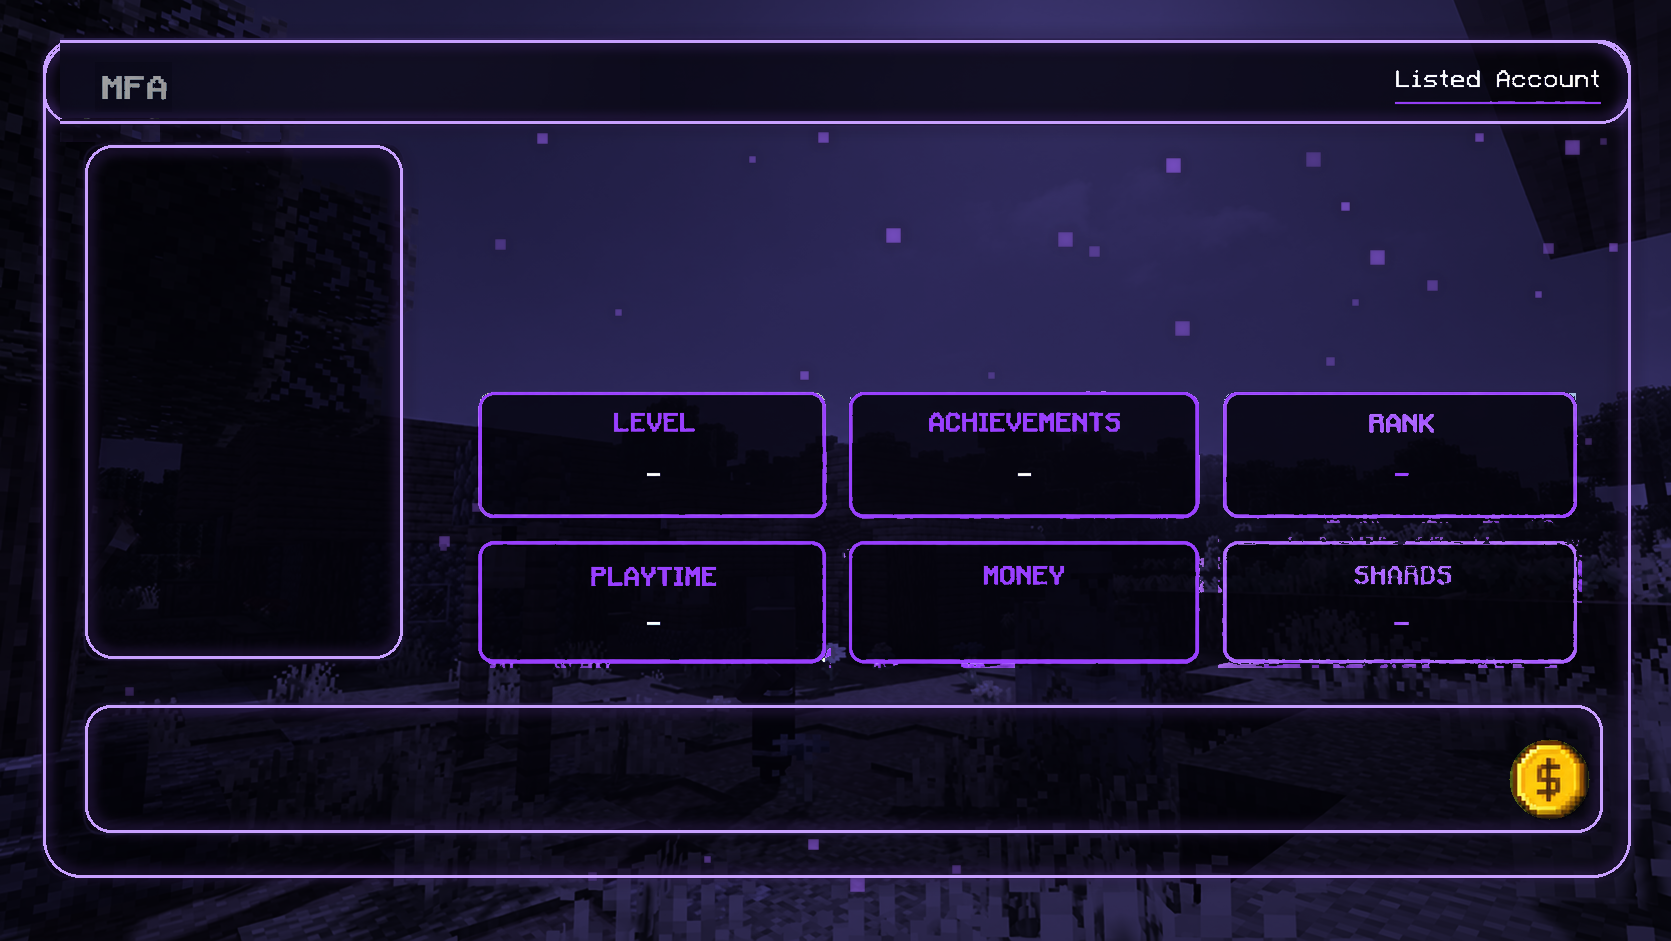 MFA
Listed Account
LEVEL
ACHIEVEMENTS
RANK
–
–
–
PLAYTIME
MONEY
SHARDS
–
–
$